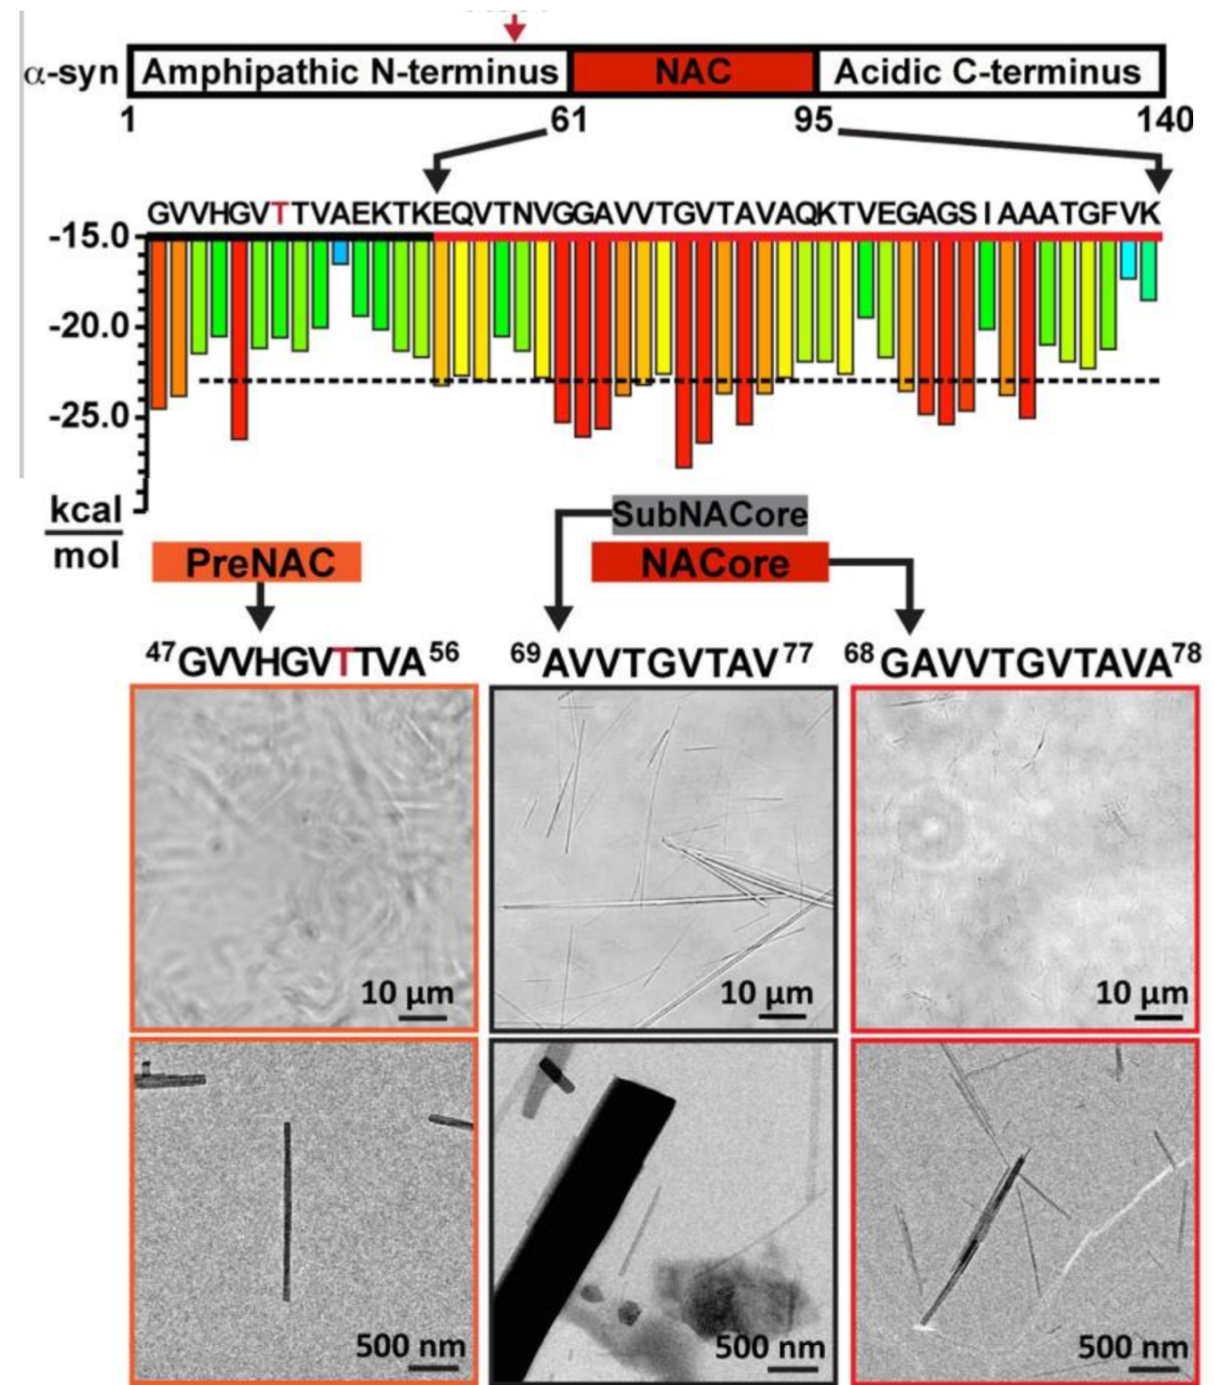 α-syn Amphipathic N-terminus NAC Acidic C-terminus
1 61 95 140
GVVHGVTTVAEKTKEQVTNVGGAVVTGVTAVAQKTVEGAGSIAAATGFVK
-15.0
-20.0
-25.0
kcal
mol
SubNACore
PreNAC NACore
47GVVHGVTTVA56 69AVVTGVTAV77 68GAVVTGVTAVA78
10 μm 10 μm 10 μm
500 nm 500 nm 500 nm